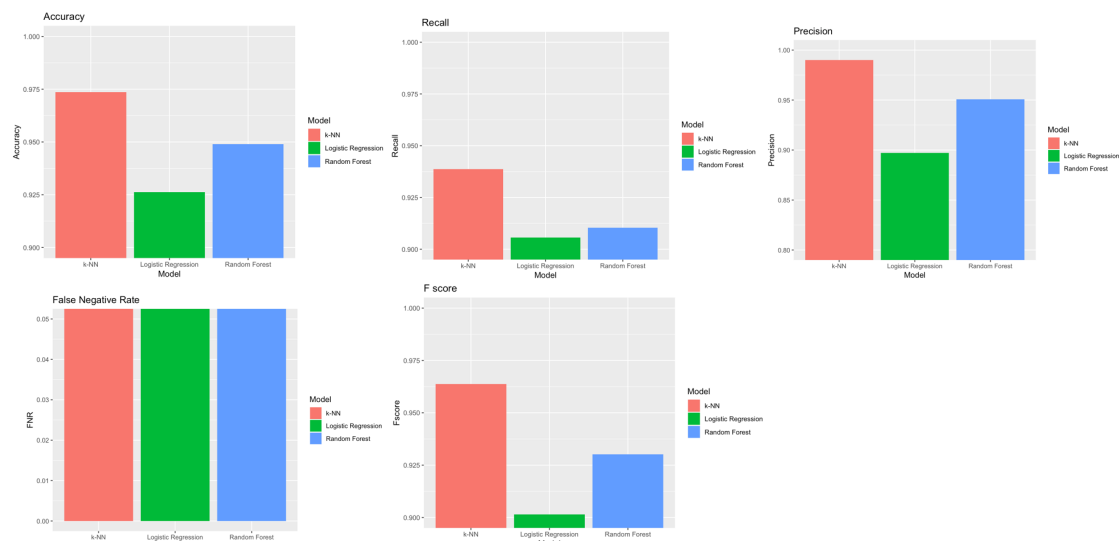 Accuracy
1.000
0.975
0.950
0.925
0.900
Accuracy
k-NN
Logistic Regression
Random Forest
Model
Model
k-NN
Logistic Regression
Random Forest
Recall
1.000
0.975
0.950
0.925
0.900
Recall
k-NN
Logistic Regression
Random Forest
Model
Model
k-NN
Logistic Regression
Random Forest
Precision
1.00
0.95
0.90
0.85
0.80
Precision
k-NN
Logistic Regression
Random Forest
Model
Model
k-NN
Logistic Regression
Random Forest
False Negative Rate
0.05
0.04
0.03
0.02
0.01
0.00
FNR
k-NN
Logistic Regression
Random Forest
Model
k-NN
Logistic Regression
Random Forest
F score
1.000
0.975
0.950
0.925
0.900
Fscore
k-NN
Logistic Regression
Random Forest
Model
k-NN
Logistic Regression
Random Forest